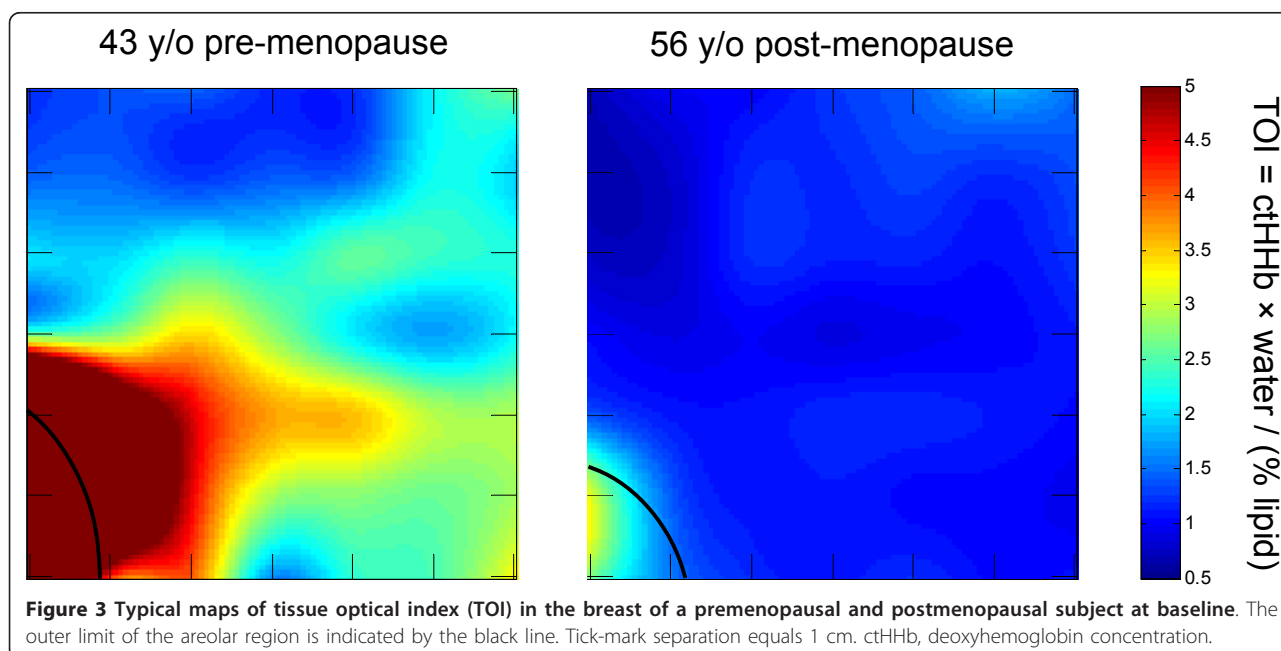 43 y/o pre-menopause
56 y/o post-menopause
5
4.5
4
3.5
3
2.5
2
1.5
1
0.5
TOI = ctHHb × water / (% lipid)
Figure 3 Typical maps of tissue optical index (TOI) in the breast of a premenopausal and postmenopausal subject at baseline. The
outer limit of the areolar region is indicated by the black line. Tick-mark separation equals 1 cm. ctHHb, deoxyhemoglobin concentration.